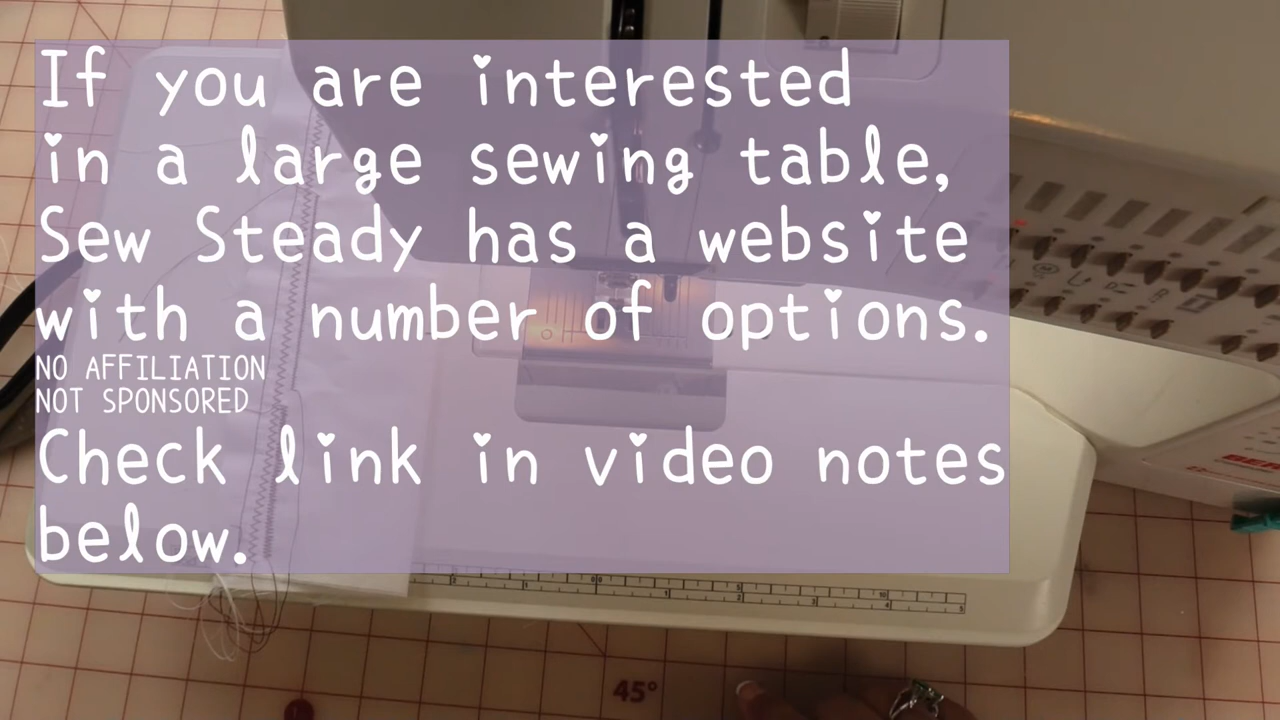 If you are interested
in a large sewing table,
Sew Steady has a website
with a number of options.
NO AFFILIATION
NOT SPONSORED
Check link in video notes
below.
45°